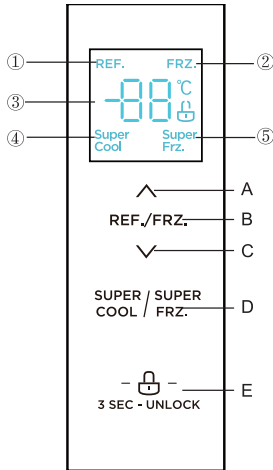 ① REF. FRZ. ②
③ -88 °C
④ Super Cool Super Frz. ⑤
A
REF./FRZ. B
C
SUPER COOL / SUPER FRZ. D
E
3 SEC - UNLOCK